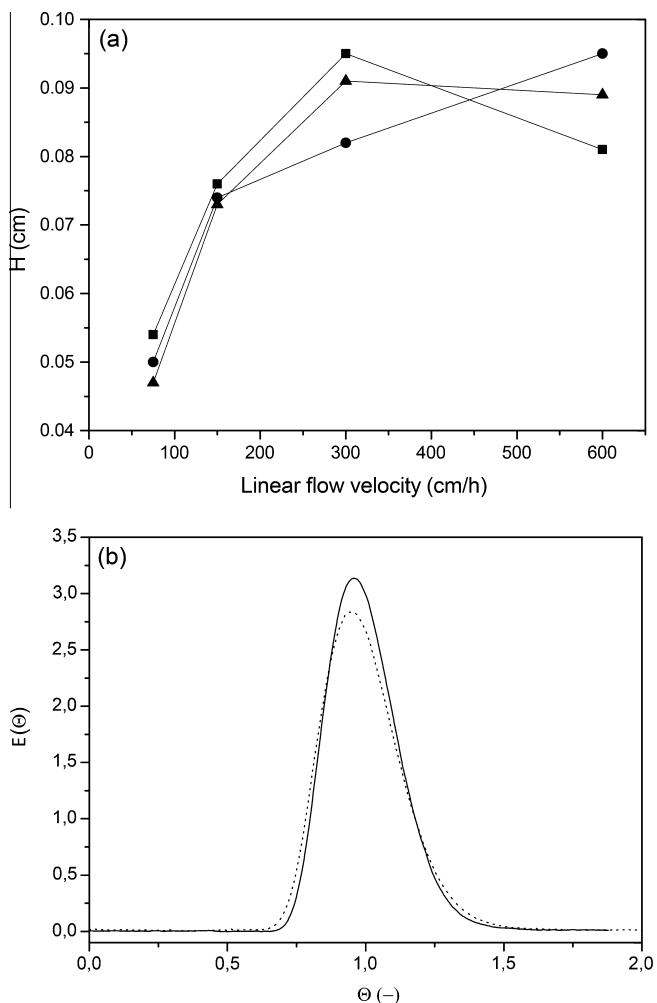 (a)
0.10
0.09
0.08
0.07
0.06
0.05
0.04
H (cm)
0 100 200 300 400 500 600
Linear flow velocity (cm/h)
(b)
3,5
3,0
2,5
2,0
1,5
1,0
0,5
0,0
E(Θ)
0,0 0,5 1,0 1,5 2,0
Θ (−)